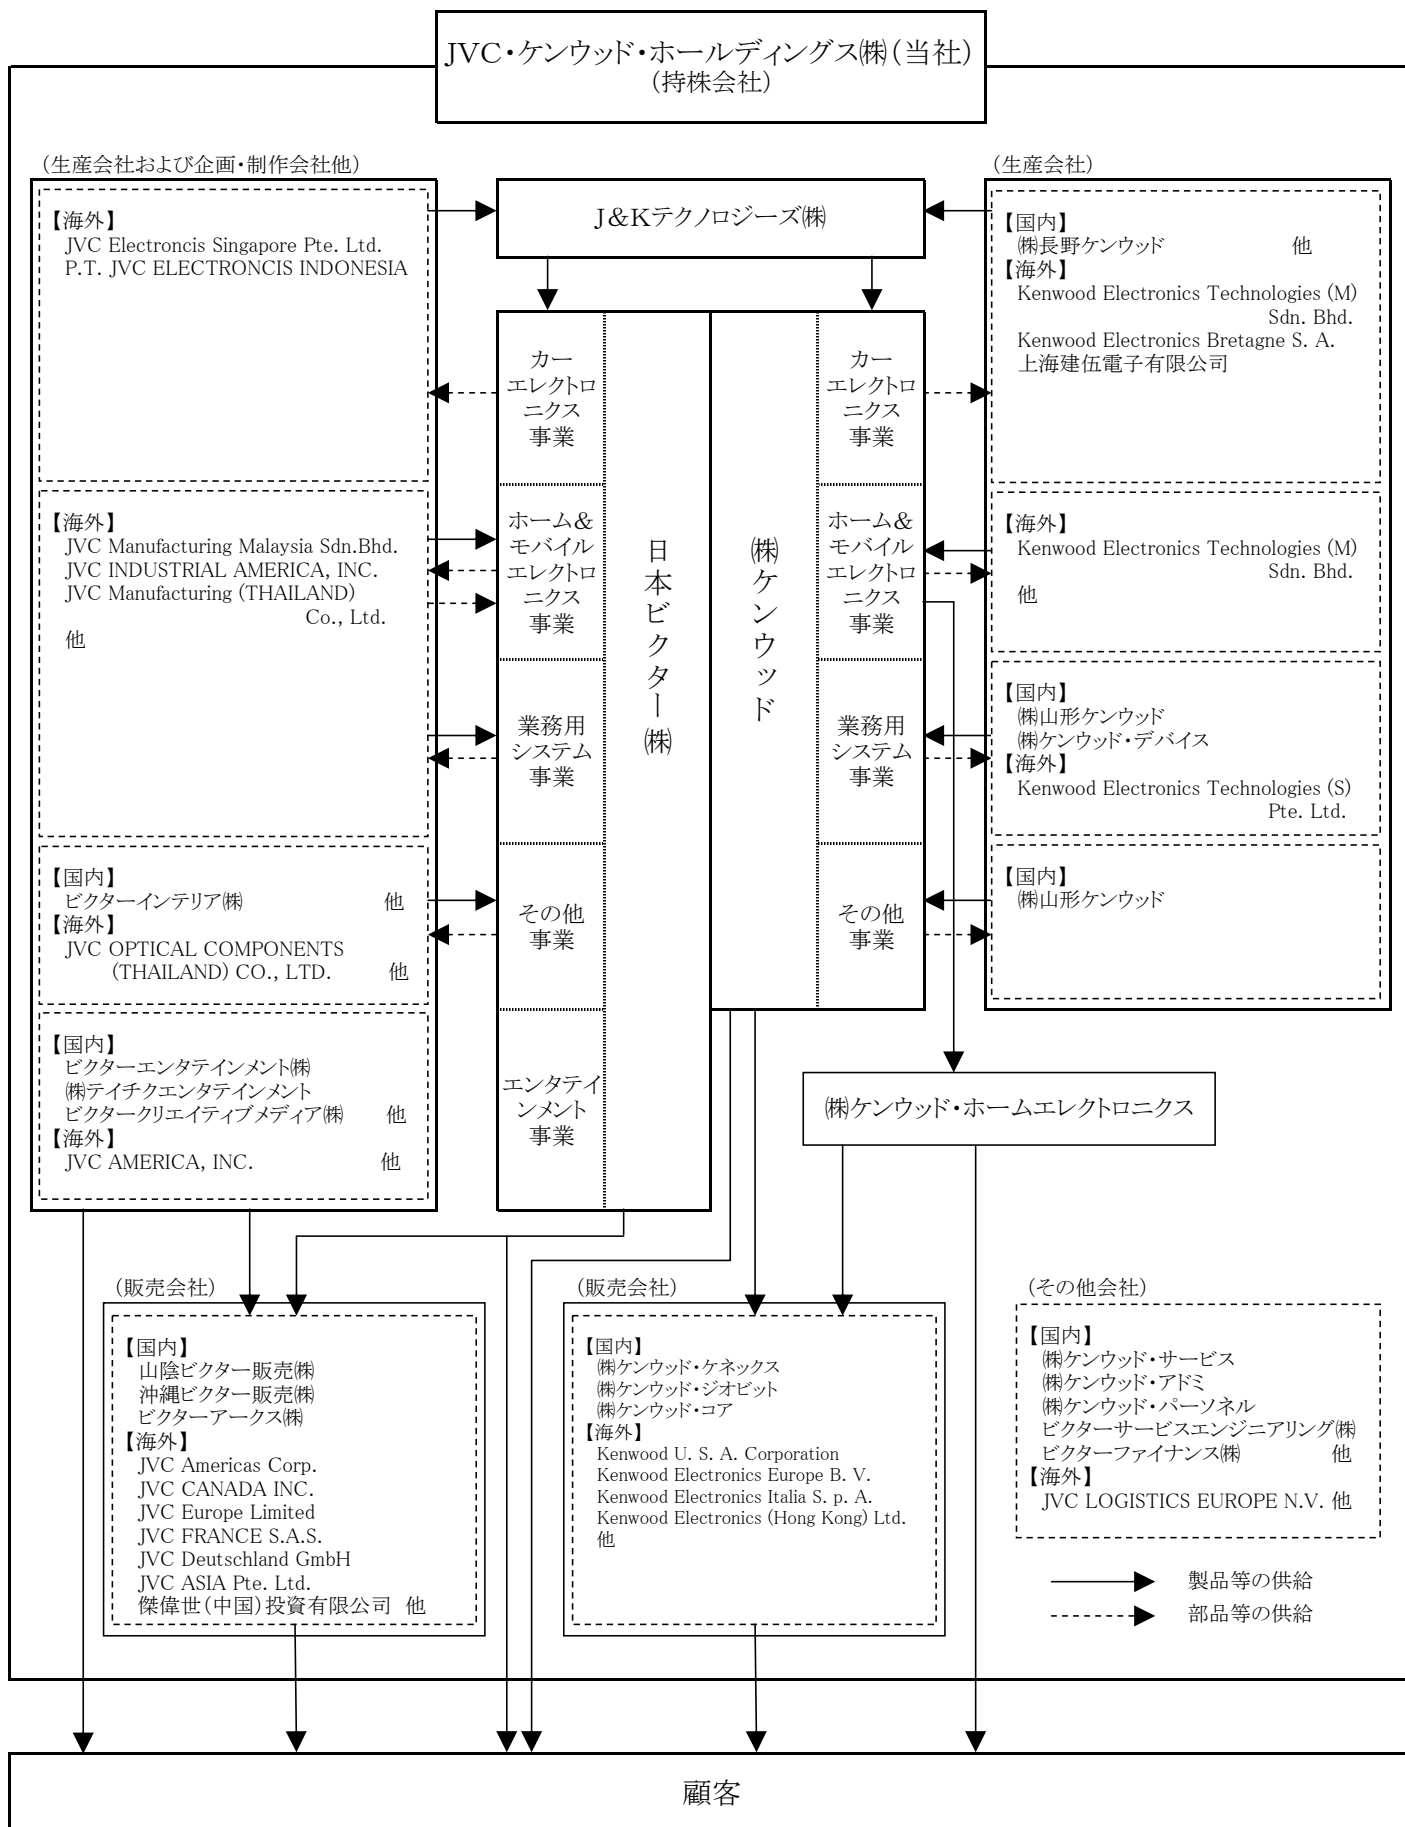 JVC・ケンウッド・ホールディングス㈱（当社）
（持株会社）
（生産会社および企画・制作会社他）
【海外】
JVC Electroncis Singapore Pte. Ltd.
P.T. JVC ELECTRONCIS INDONESIA
【海外】
JVC Manufacturing Malaysia Sdn.Bhd.
JVC INDUSTRIAL AMERICA, INC.
JVC Manufacturing (THAILAND)
Co., Ltd.
他
【国内】
ビクターインテリア㈱ 他
【海外】
JVC OPTICAL COMPONENTS
(THAILAND) CO., LTD. 他
【国内】
ビクターエンタテインメント㈱
㈱テイチクエンタテインメント
ビクタークリエイティブメディア㈱ 他
【海外】
JVC AMERICA, INC. 他
J&Kテクノロジーズ㈱
カー
エレクトロ
ニクス
事業
ホーム&
モバイル
エレクトロ
ニクス
事業
業務用
システム
事業
その他
事業
エンタテイ
ンメント
事業
日本ビクター㈱
㈱ケンウッド
カー
エレクトロ
ニクス
事業
ホーム&
モバイル
エレクトロ
ニクス
事業
業務用
システム
事業
その他
事業
（生産会社）
【国内】
㈱長野ケンウッド 他
【海外】
Kenwood Electronics Technologies (M)
Sdn. Bhd.
Kenwood Electronics Bretagne S. A.
上海建伍電子有限公司
【海外】
Kenwood Electronics Technologies (M)
Sdn. Bhd.
他
【国内】
㈱山形ケンウッド
㈱ケンウッド・デバイス
【海外】
Kenwood Electronics Technologies (S)
Pte. Ltd.
【国内】
㈱山形ケンウッド
㈱ケンウッド・ホームエレクトロニクス
（販売会社）
【国内】
山陰ビクター販売㈱
沖縄ビクター販売㈱
ビクターアークス㈱
【海外】
JVC Americas Corp.
JVC CANADA INC.
JVC Europe Limited
JVC FRANCE S.A.S.
JVC Deutschland GmbH
JVC ASIA Pte. Ltd.
傑偉世（中国）投資有限公司 他
（販売会社）
【国内】
㈱ケンウッド・ケネックス
㈱ケンウッド・ジオビット
㈱ケンウッド・コア
【海外】
Kenwood U. S. A. Corporation
Kenwood Electronics Europe B. V.
Kenwood Electronics Italia S. p. A.
Kenwood Electronics (Hong Kong) Ltd.
他
（その他会社）
【国内】
㈱ケンウッド・サービス
㈱ケンウッド・アドミ
㈱ケンウッド・パーソネル
ビクターサービスエンジニアリング㈱
ビクターファイナンス㈱ 他
【海外】
JVC LOGISTICS EUROPE N.V. 他
製品等の供給
部品等の供給
顧客